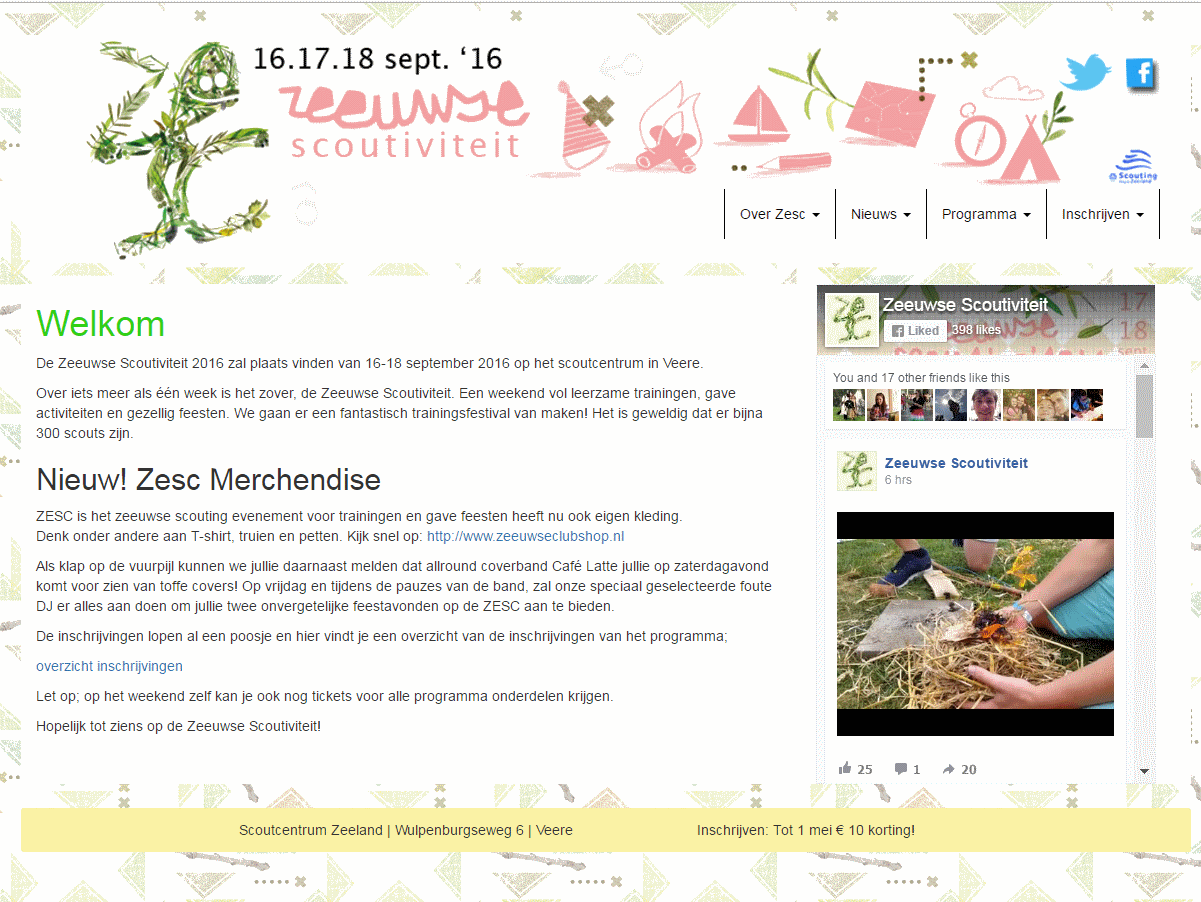 16.17.18 sept. ‘16
zeeuwse
scoutiviteit
Scouting
Over Zesc
Nieuws
Programma
Inschrijven
Welkom
De Zeeuwse Scoutiviteit 2016 zal plaats vinden van 16-18 september 2016 op het scoutcentrum in Veere.
Over iets meer als één week is het zover, de Zeeuwse Scoutiviteit. Een weekend vol leerzame trainingen, gave
activiteiten en gezellig feesten. We gaan er een fantastisch trainingsfestival van maken! Het is geweldig dat er bijna
300 scouts zijn.
Nieuw! Zesc Merchendise
ZESC is het zeeuwse scouting evenement voor trainingen en gave feesten heeft nu ook eigen kleding.
Denk onder andere aan T-shirt, truien en petten. Kijk snel op: http://www.zeeuwseclubshop.nl
Als klap op de vuurpijl kunnen we jullie daarnaast melden dat allround coverband Café Latte jullie op zaterdagavond
komt voor zien van toffe covers! Op vrijdag en tijdens de pauzes van de band, zal onze speciaal geselecteerde foute
DJ er alles aan doen om jullie twee onvergetelijke feestavonden op de ZESC aan te bieden.
De inschrijvingen lopen al een poosje en hier vindt je een overzicht van de inschrijvingen van het programma;
overzicht inschrijvingen
Let op; op het weekend zelf kan je ook nog tickets voor alle programma onderdelen krijgen.
Hopelijk tot ziens op de Zeeuwse Scoutiviteit!
Zeeuwse Scoutiviteit
Liked
398 likes
17
18
sept
You and 17 other friends like this
Zeeuwse Scoutiviteit
6 hrs
25
1
20
Scoutcentrum Zeeland | Wulpenburgseweg 6 | Veere
Inschrijven: Tot 1 mei € 10 korting!